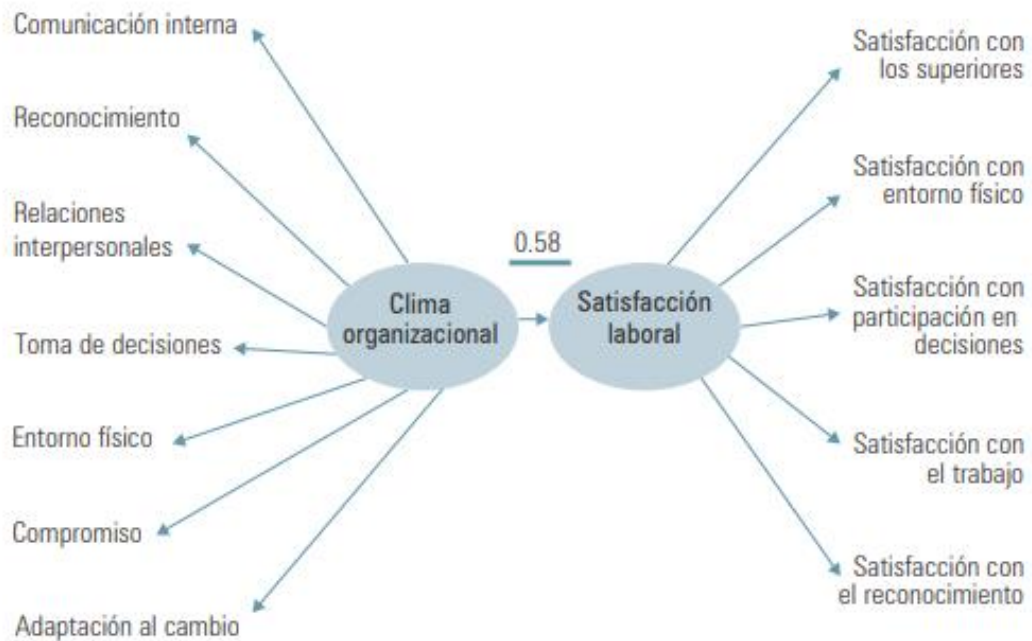 Comunicación interna
Reconocimiento
Relaciones
interpersonales
Toma de decisiones
Entorno físico
Compromiso
Adaptación al cambio
Clima
organizacional
0.58
Satisfacción
laboral
Satisfacción con
los superiores
Satisfacción con
entorno físico
Satisfacción con
participación en
decisiones
Satisfacción con
el trabajo
Satisfacción con
el reconocimiento